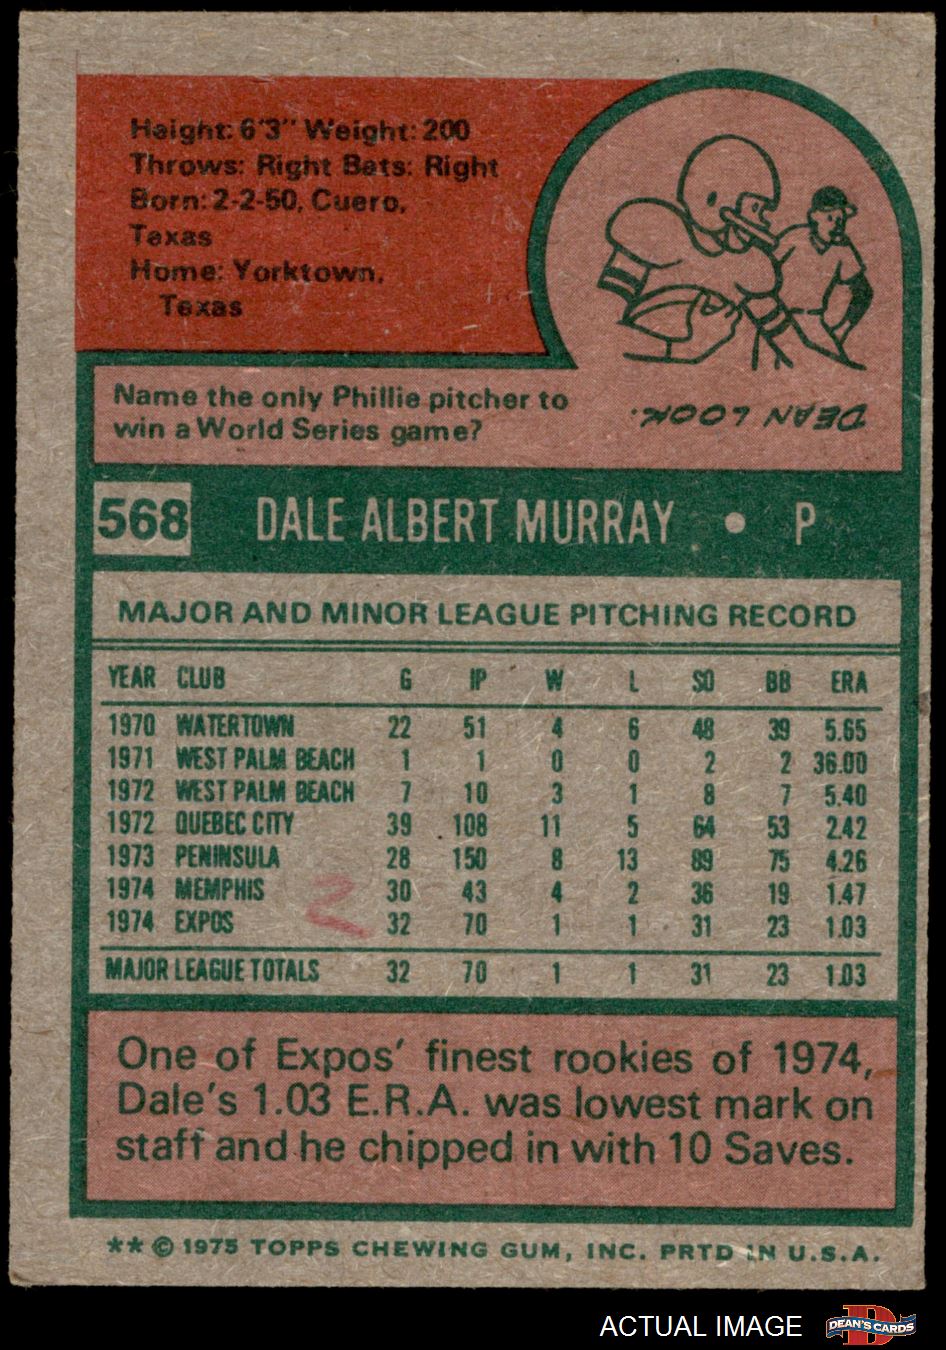 Height: 6'3" Weight: 200
Throws: Right Bats: Right
Born: 2-2-50, Cuero,
Texas
Home: Yorktown,
Texas
Name the only Phillie pitcher to
win a World Series game?
DEAN LOOK.
568 DALE ALBERT MURRAY • P
MAJOR AND MINOR LEAGUE PITCHING RECORD
YEAR CLUB G IP W L SO BB ERA
1970 WATERTOWN 22 51 4 6 48 39 5.65
1971 WEST PALM BEACH 1 1 0 0 2 2 36.00
1972 WEST PALM BEACH 7 10 3 1 8 7 5.40
1972 QUEBEC CITY 39 108 11 5 64 53 2.42
1973 PENINSULA 28 150 8 13 89 75 4.26
1974 MEMPHIS 30 43 4 2 36 19 1.47
2
1974 EXPOS 32 70 1 1 31 23 1.03
MAJOR LEAGUE TOTALS 32 70 1 1 31 23 1.03
One of Expos' finest rookies of 1974,
Dale's 1.03 E.R.A. was lowest mark on
staff and he chipped in with 10 Saves.
** © 1975 TOPPS CHEWING GUM, INC. PRTD IN U.S.A.
ACTUAL IMAGE
D
DEAN'S CARDS